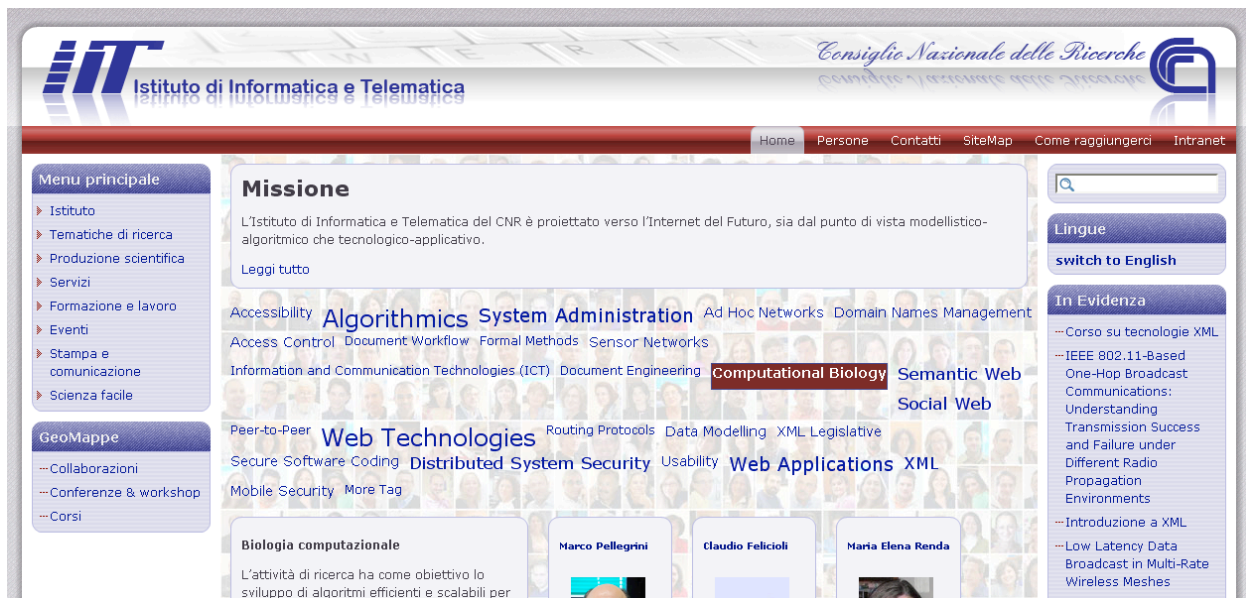 IIT
Istituto di Informatica e Telematica
Consiglio Nazionale delle Ricerche
Home Persone Contatti SiteMap Come raggiungerci Intranet
Menu principale
Istituto
Tematiche di ricerca
Produzione scientifica
Servizi
Formazione e lavoro
Eventi
Stampa e
comunicazione
Scienza facile
GeoMappe
Collaborazioni
Conferenze & workshop
Corsi
Missione
L'Istituto di Informatica e Telematica del CNR è proiettato verso l'Internet del Futuro, sia dal punto di vista modellistico-
algoritmico che tecnologico-applicativo.
Leggi tutto
Accessibility Algorithmics System Administration Ad Hoc Networks Domain Names Management
Access Control Document Workflow Formal Methods Sensor Networks
Information and Communication Technologies (ICT) Document Engineering Computational Biology Semantic Web
Social Web
Peer-to-Peer Web Technologies Routing Protocols Data Modelling XML Legislative
Secure Software Coding Distributed System Security Usability Web Applications XML
Mobile Security More Tag
Biologia computazionale
L'attività di ricerca ha come obiettivo lo
sviluppo di algoritmi efficienti e scalabili per
Marco Pellegrini
Claudio Felicioli
Maria Elena Renda
Lingue
switch to English
In Evidenza
Corso su tecnologie XML
IEEE 802.11-Based
One-Hop Broadcast
Communications:
Understanding
Transmission Success
and Failure under
Different Radio
Propagation
Environments
Introduzione a XML
Low Latency Data
Broadcast in Multi-Rate
Wireless Meshes